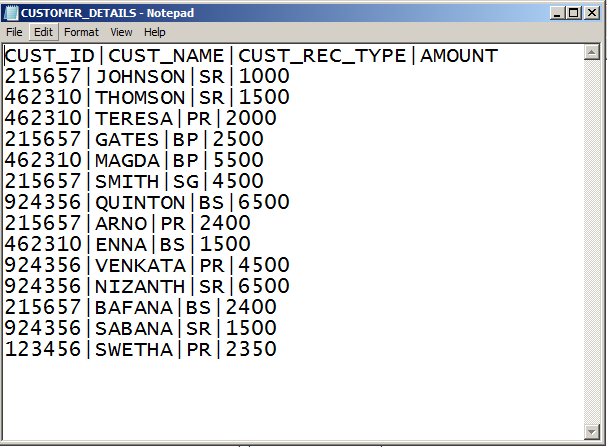 CUSTOMER_DETAILS - Notepad
File Edit Format View Help
CUST_ID|CUST_NAME|CUST_REC_TYPE|AMOUNT
215657|JOHNSON|SR|1000
462310|THOMSON|SR|1500
462310|TERESA|PR|2000
215657|GATES|BP|2500
462310|MAGDA|BP|5500
215657|SMITH|SG|4500
924356|QUINTON|BS|6500
215657|ARNO|PR|2400
462310|ENNA|BS|1500
924356|VENKATA|PR|4500
924356|NIZANTH|SR|6500
215657|BAFANA|BS|2400
924356|SABANA|SR|1500
123456|SWETHA|PR|2350